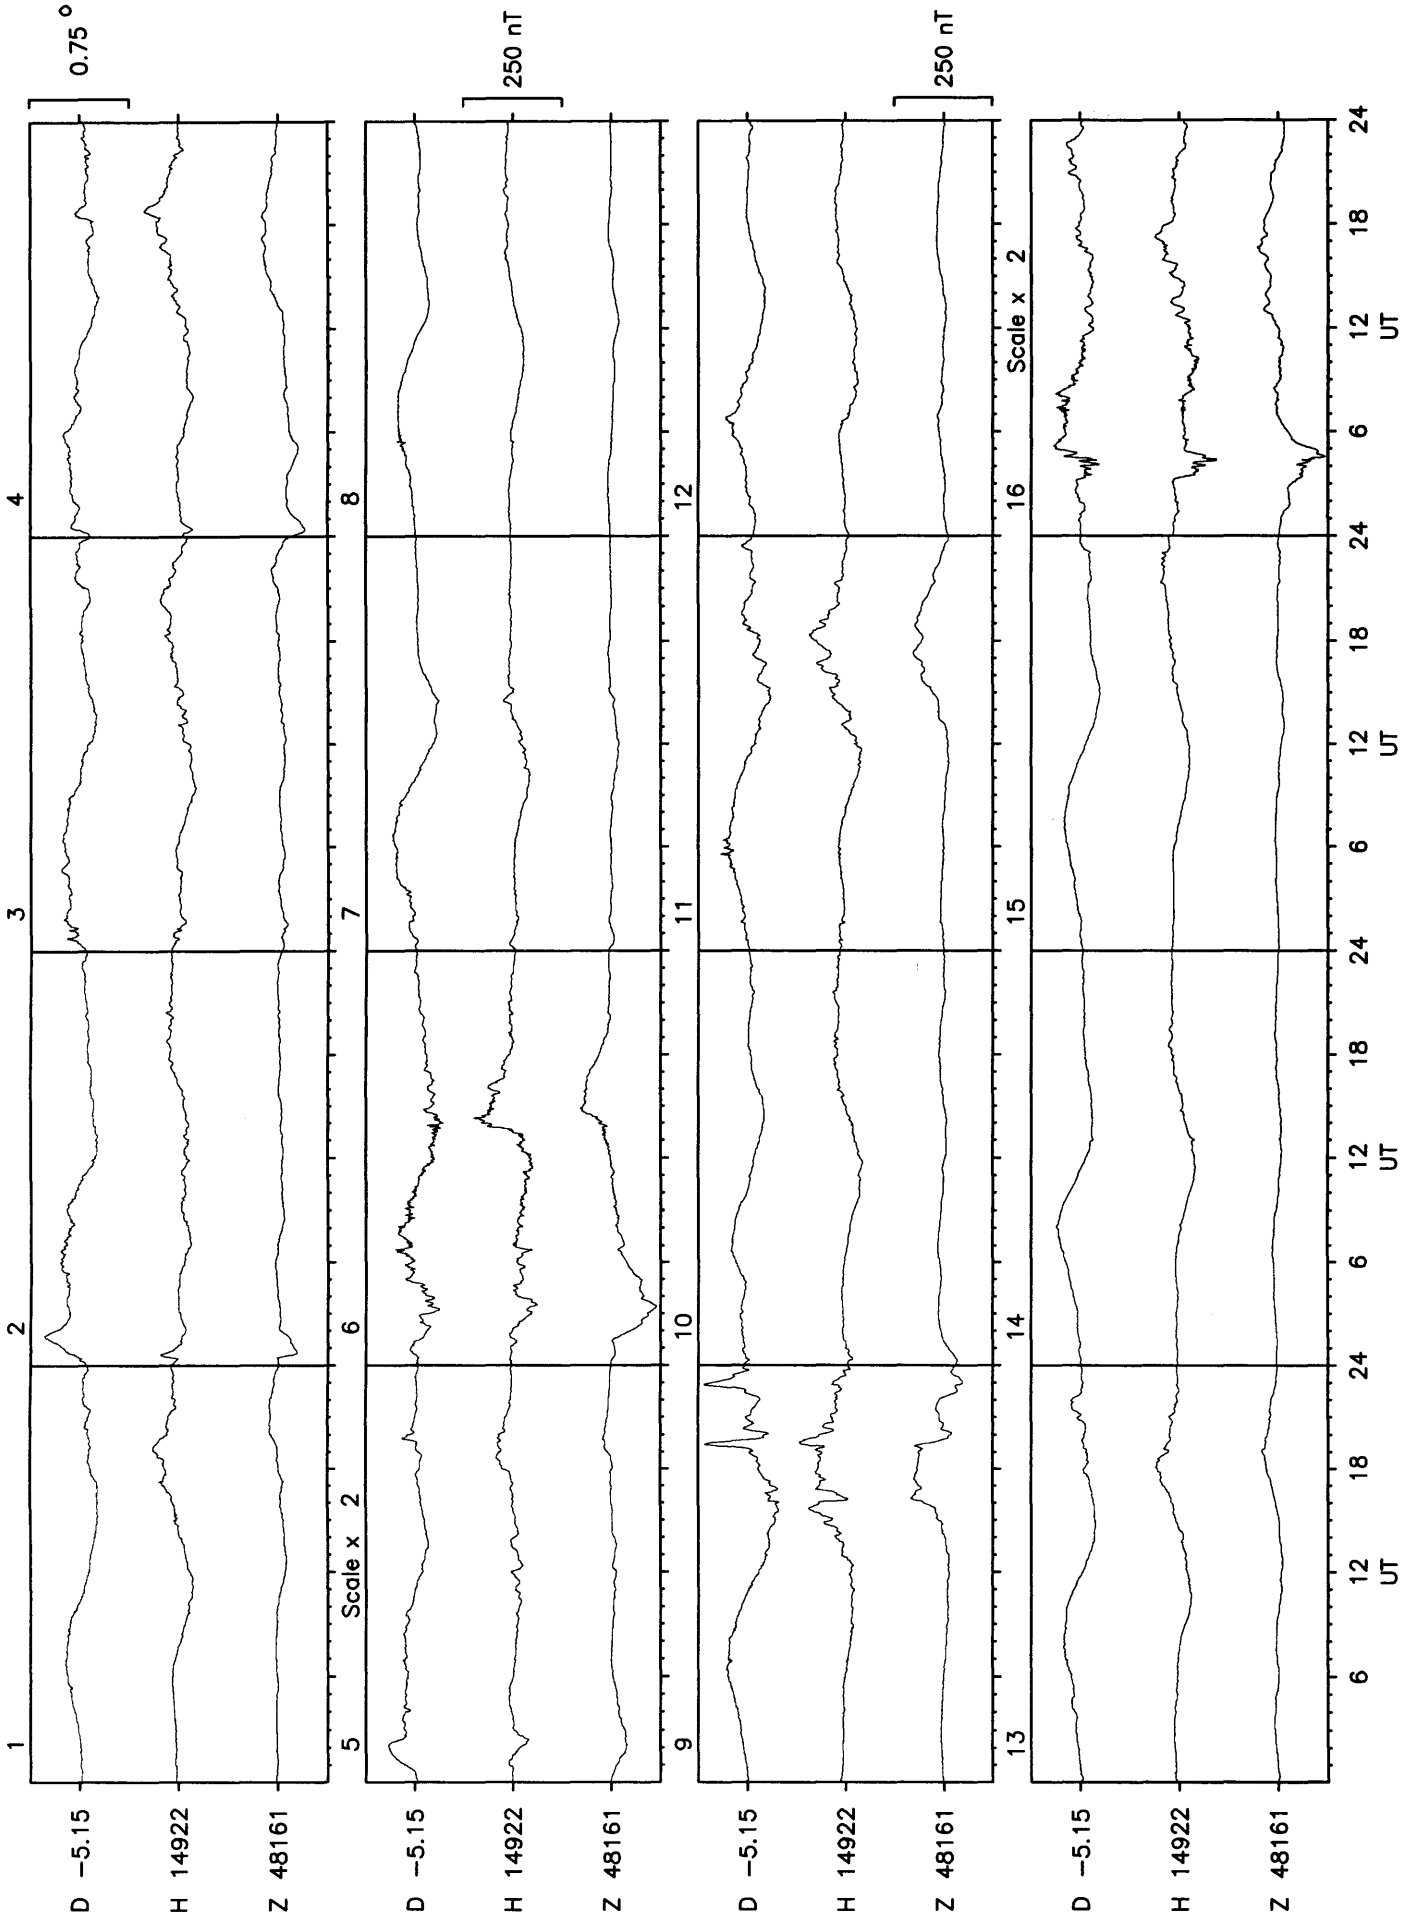 1 2 3 4
D -5.15
H 14922
Z 48161
0.75 °
5 Scale x 2 6 7 8
D -5.15
H 14922
Z 48161
250 nT
9 10 11 12
D -5.15
H 14922
Z 48161
250 nT
13 14 15 16 Scale x 2
D -5.15
H 14922
Z 48161
6 12 18 24 6 12 18 24 6 12 18 24 6 12 18 24
UT UT UT UT